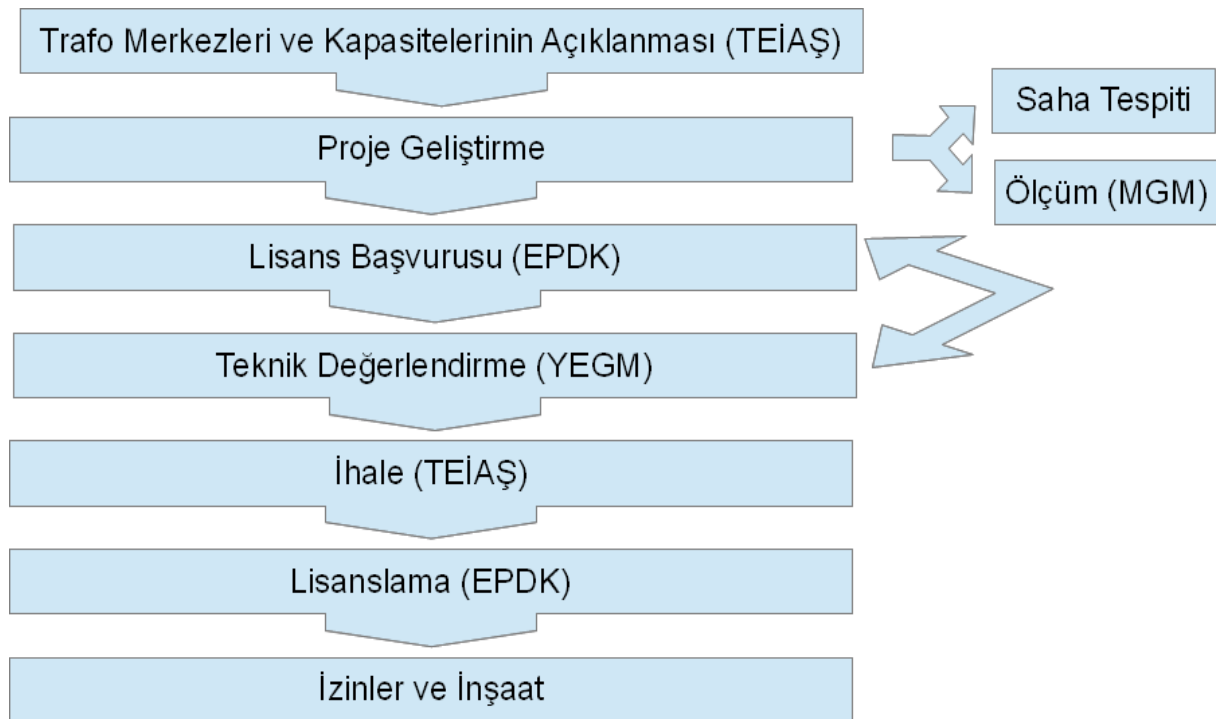 Trafo Merkezleri ve Kapasitelerinin Açıklanması (TEİAŞ)
Proje Geliştirme
Saha Tespiti
Ölçüm (MGM)
Lisans Başvurusu (EPDK)
Teknik Değerlendirme (YEGM)
İhale (TEİAŞ)
Lisanslama (EPDK)
İzinler ve İnşaat